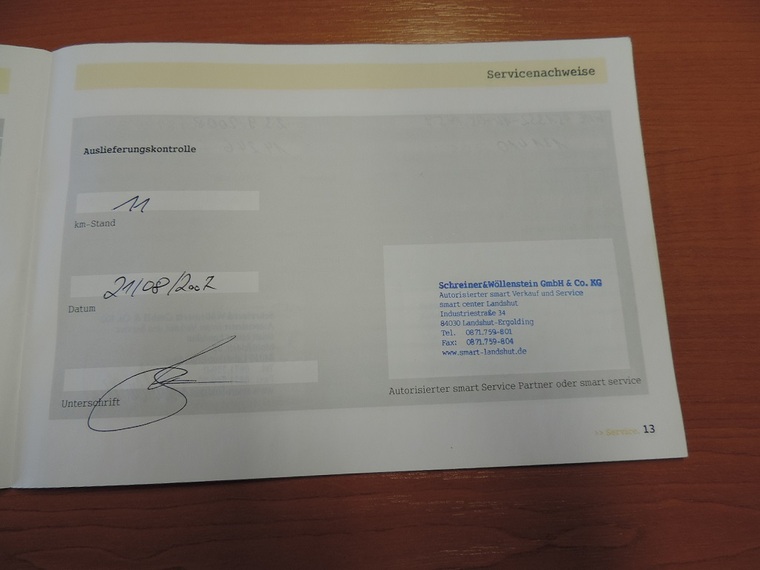 Servicenachweise
Auslieferungskontrolle
11
km-Stand
21/08/2007
Datum
Unterschrift
Schreiner&Wöllenstein GmbH & Co. KG
Autorisierter smart Verkauf und Service
smart center Landshut
Industriestraße 34
84030 Landshut-Ergolding
Tel. 0871.759-801
Fax: 0871.759-804
www.smart-landshut.de
Autorisierter smart Service Partner oder smart service
>> Service. 13